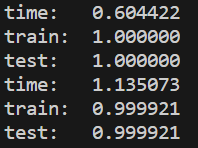 time:   0.604422
train:  1.000000
test:   1.000000
time:   1.135073
train:  0.999921
test:   0.999921